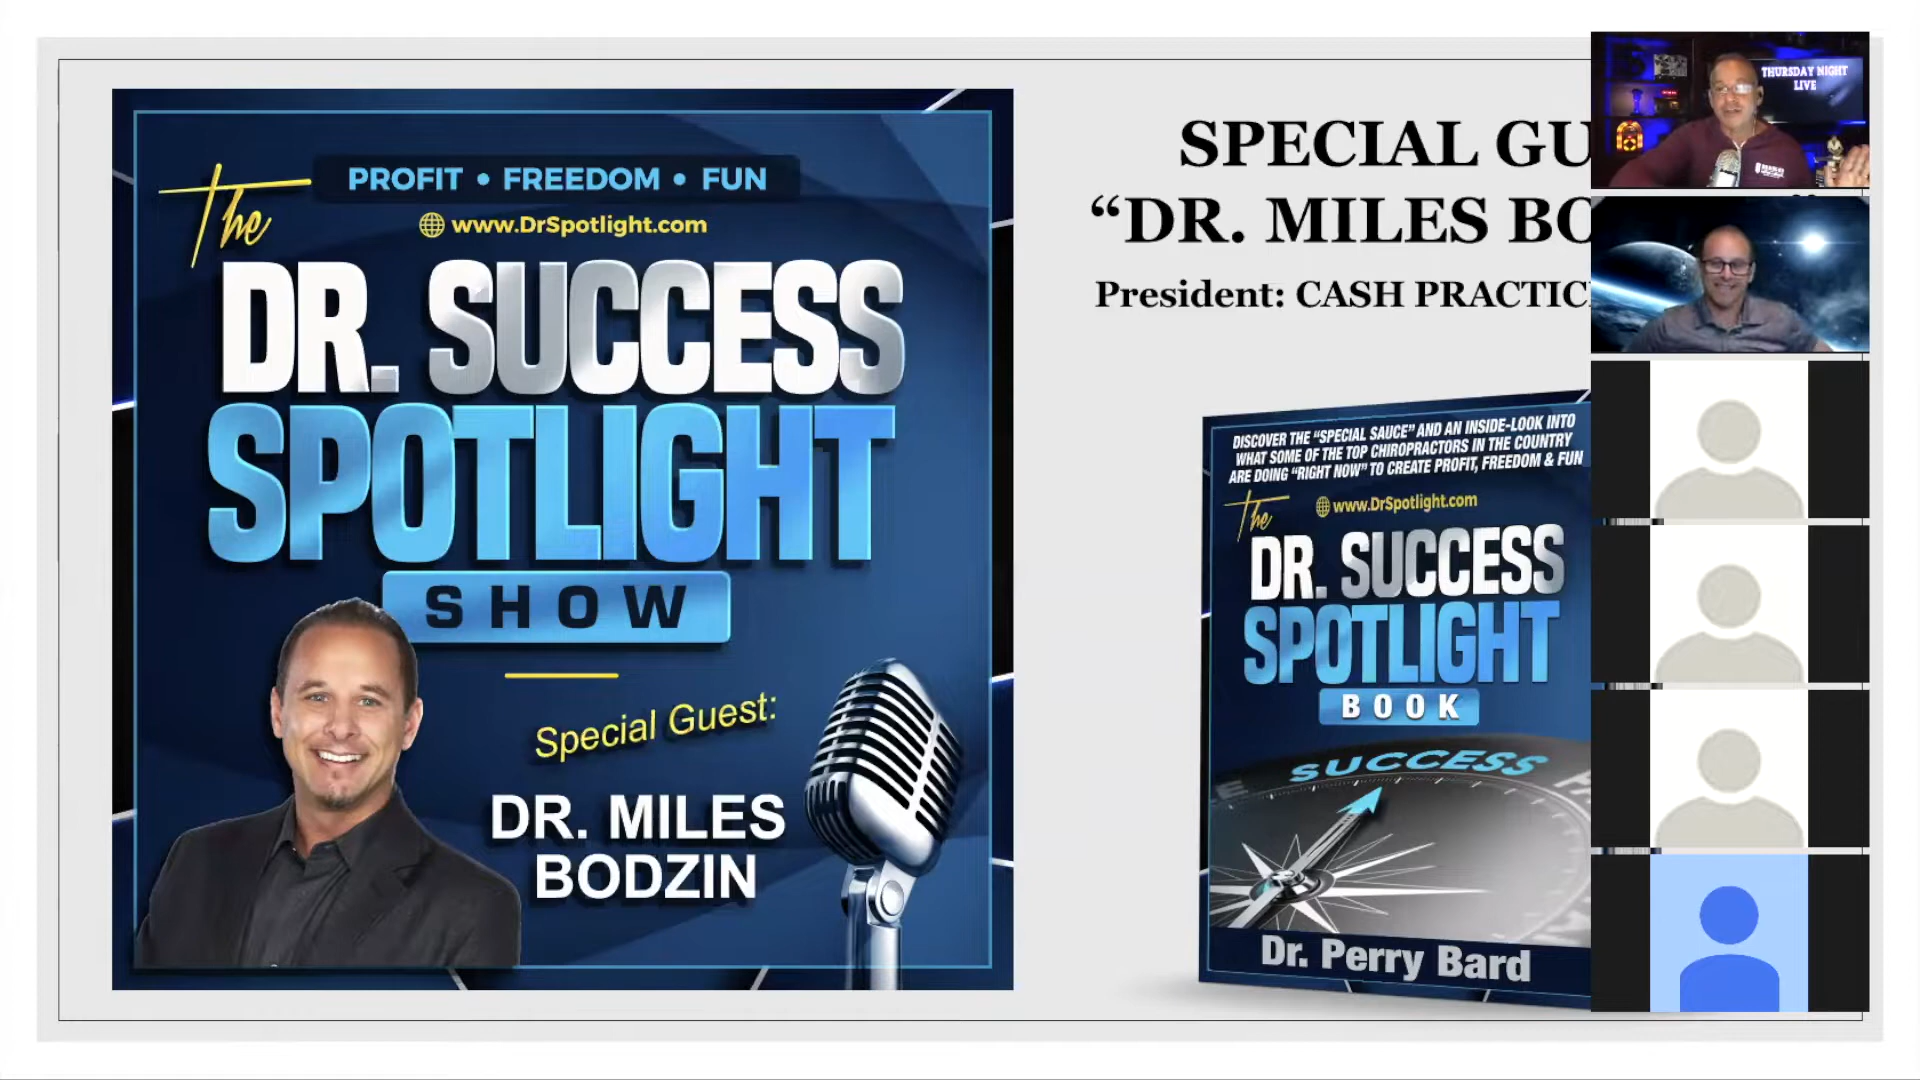 PROFIT • FREEDOM • FUN
www.DrSpotlight.com
The
DR. SUCCESS
SPOTLIGHT
SHOW
Special Guest:
DR. MILES
BODZIN
SPECIAL GU
“DR. MILES BO
President: CASH PRACTIC
DISCOVER THE “SPECIAL SAUCE” AND AN INSIDE-LOOK INTO
WHAT SOME OF THE TOP CHIROPRACTORS IN THE COUNTRY
ARE DOING “RIGHT NOW” TO CREATE PROFIT, FREEDOM & FUN
www.DrSpotlight.com
The
DR. SUCCESS
SPOTLIGHT
BOOK
SUCCESS
Dr. Perry Bard
THURSDAY NIGHT
LIVE